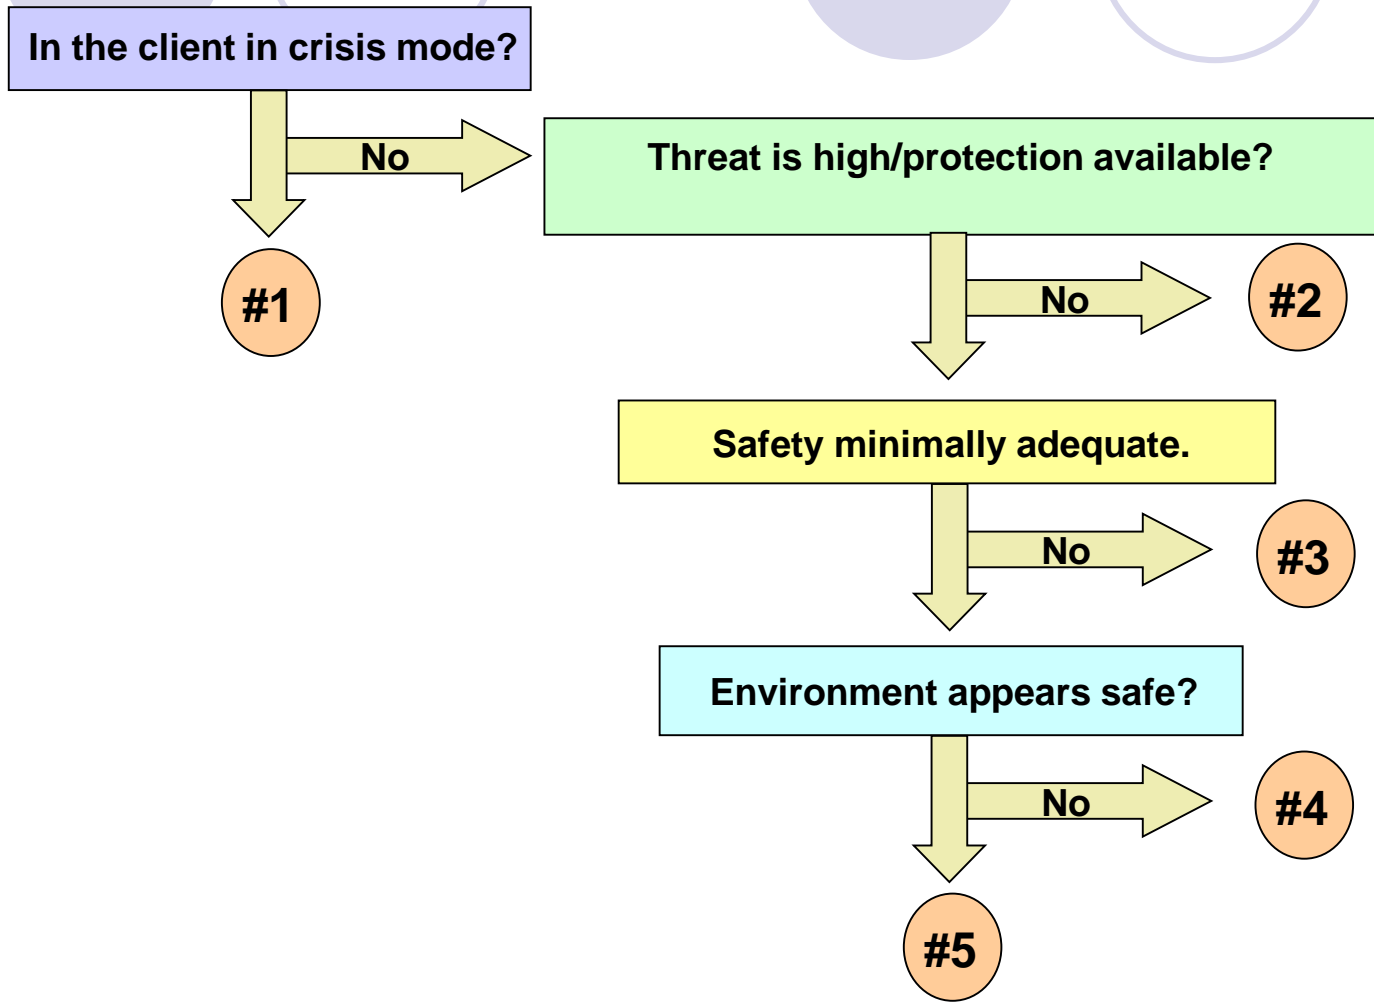 In the client in crisis mode?
No
Threat is high/protection available?
#1
No
#2
Safety minimally adequate.
No
#3
Environment appears safe?
No
#4
#5